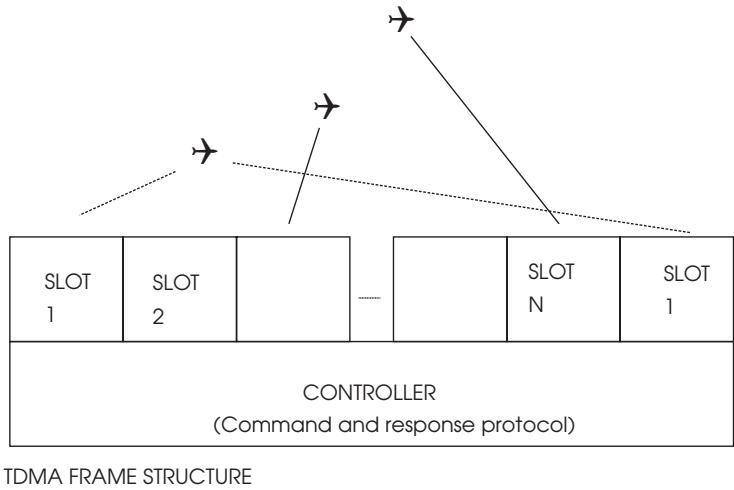 SLOT
1
SLOT
2
SLOT
N
SLOT
1
CONTROLLER
(Command and response protocol)
TDMA FRAME STRUCTURE